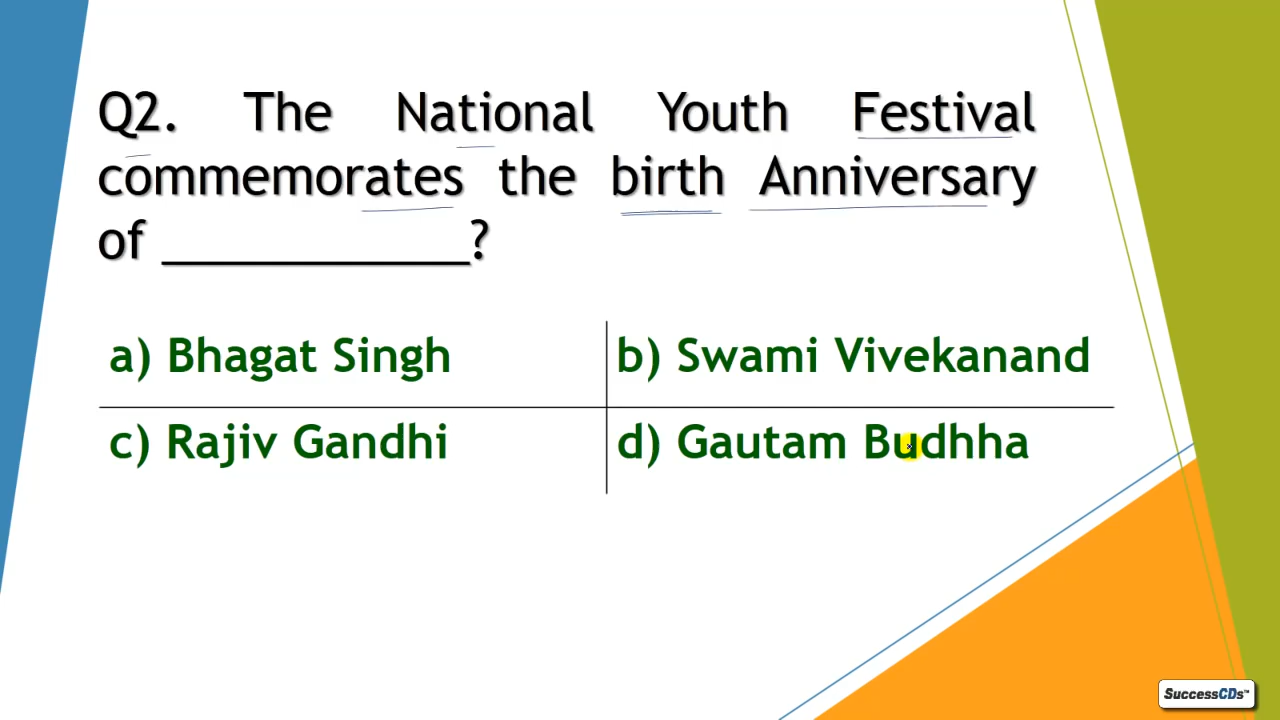 Q2. The National Youth Festival
commemorates the birth Anniversary
of ____________?
a) Bhagat Singh
b) Swami Vivekanand
c) Rajiv Gandhi
d) Gautam Budhha
SuccessCDs™